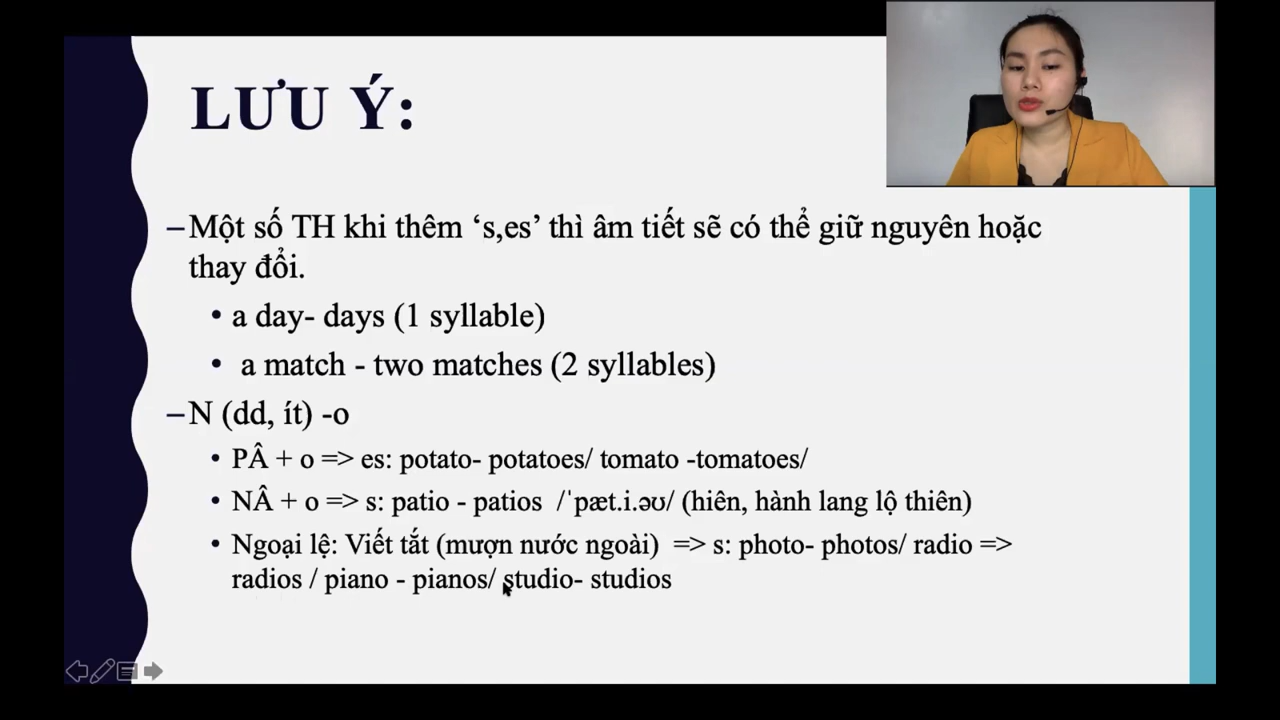 LƯU Ý:
–Một số TH khi thêm ‘s,es’ thì âm tiết sẽ có thể giữ nguyên hoặc
thay đổi.
• a day- days (1 syllable)
• a match - two matches (2 syllables)
–N (dd, ít) -o
• PÂ + o => es: potato- potatoes/ tomato -tomatoes/
• NÂ + o => s: patio - patios /ˈpæt.i.əʊ/ (hiên, hành lang lộ thiên)
• Ngoại lệ: Viết tắt (mượn nước ngoài) => s: photo- photos/ radio =>
radios / piano - pianos/ studio- studios